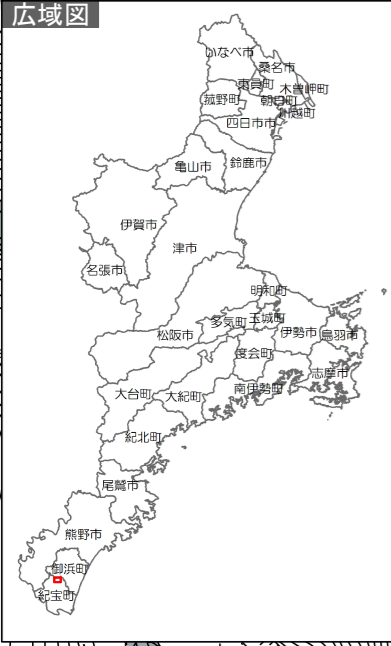 広域図
いなべ市
桑名市
東員町
木曽岬町
菰野町
朝日町
川越町
四日市市
亀山市
鈴鹿市
伊賀市
津市
名張市
明和町
多気町
玉城町
松阪市
伊勢市
鳥羽市
度会町
志摩市
大台町
大紀町
南伊勢町
紀北町
尾鷲市
熊野市
御浜町
紀宝町